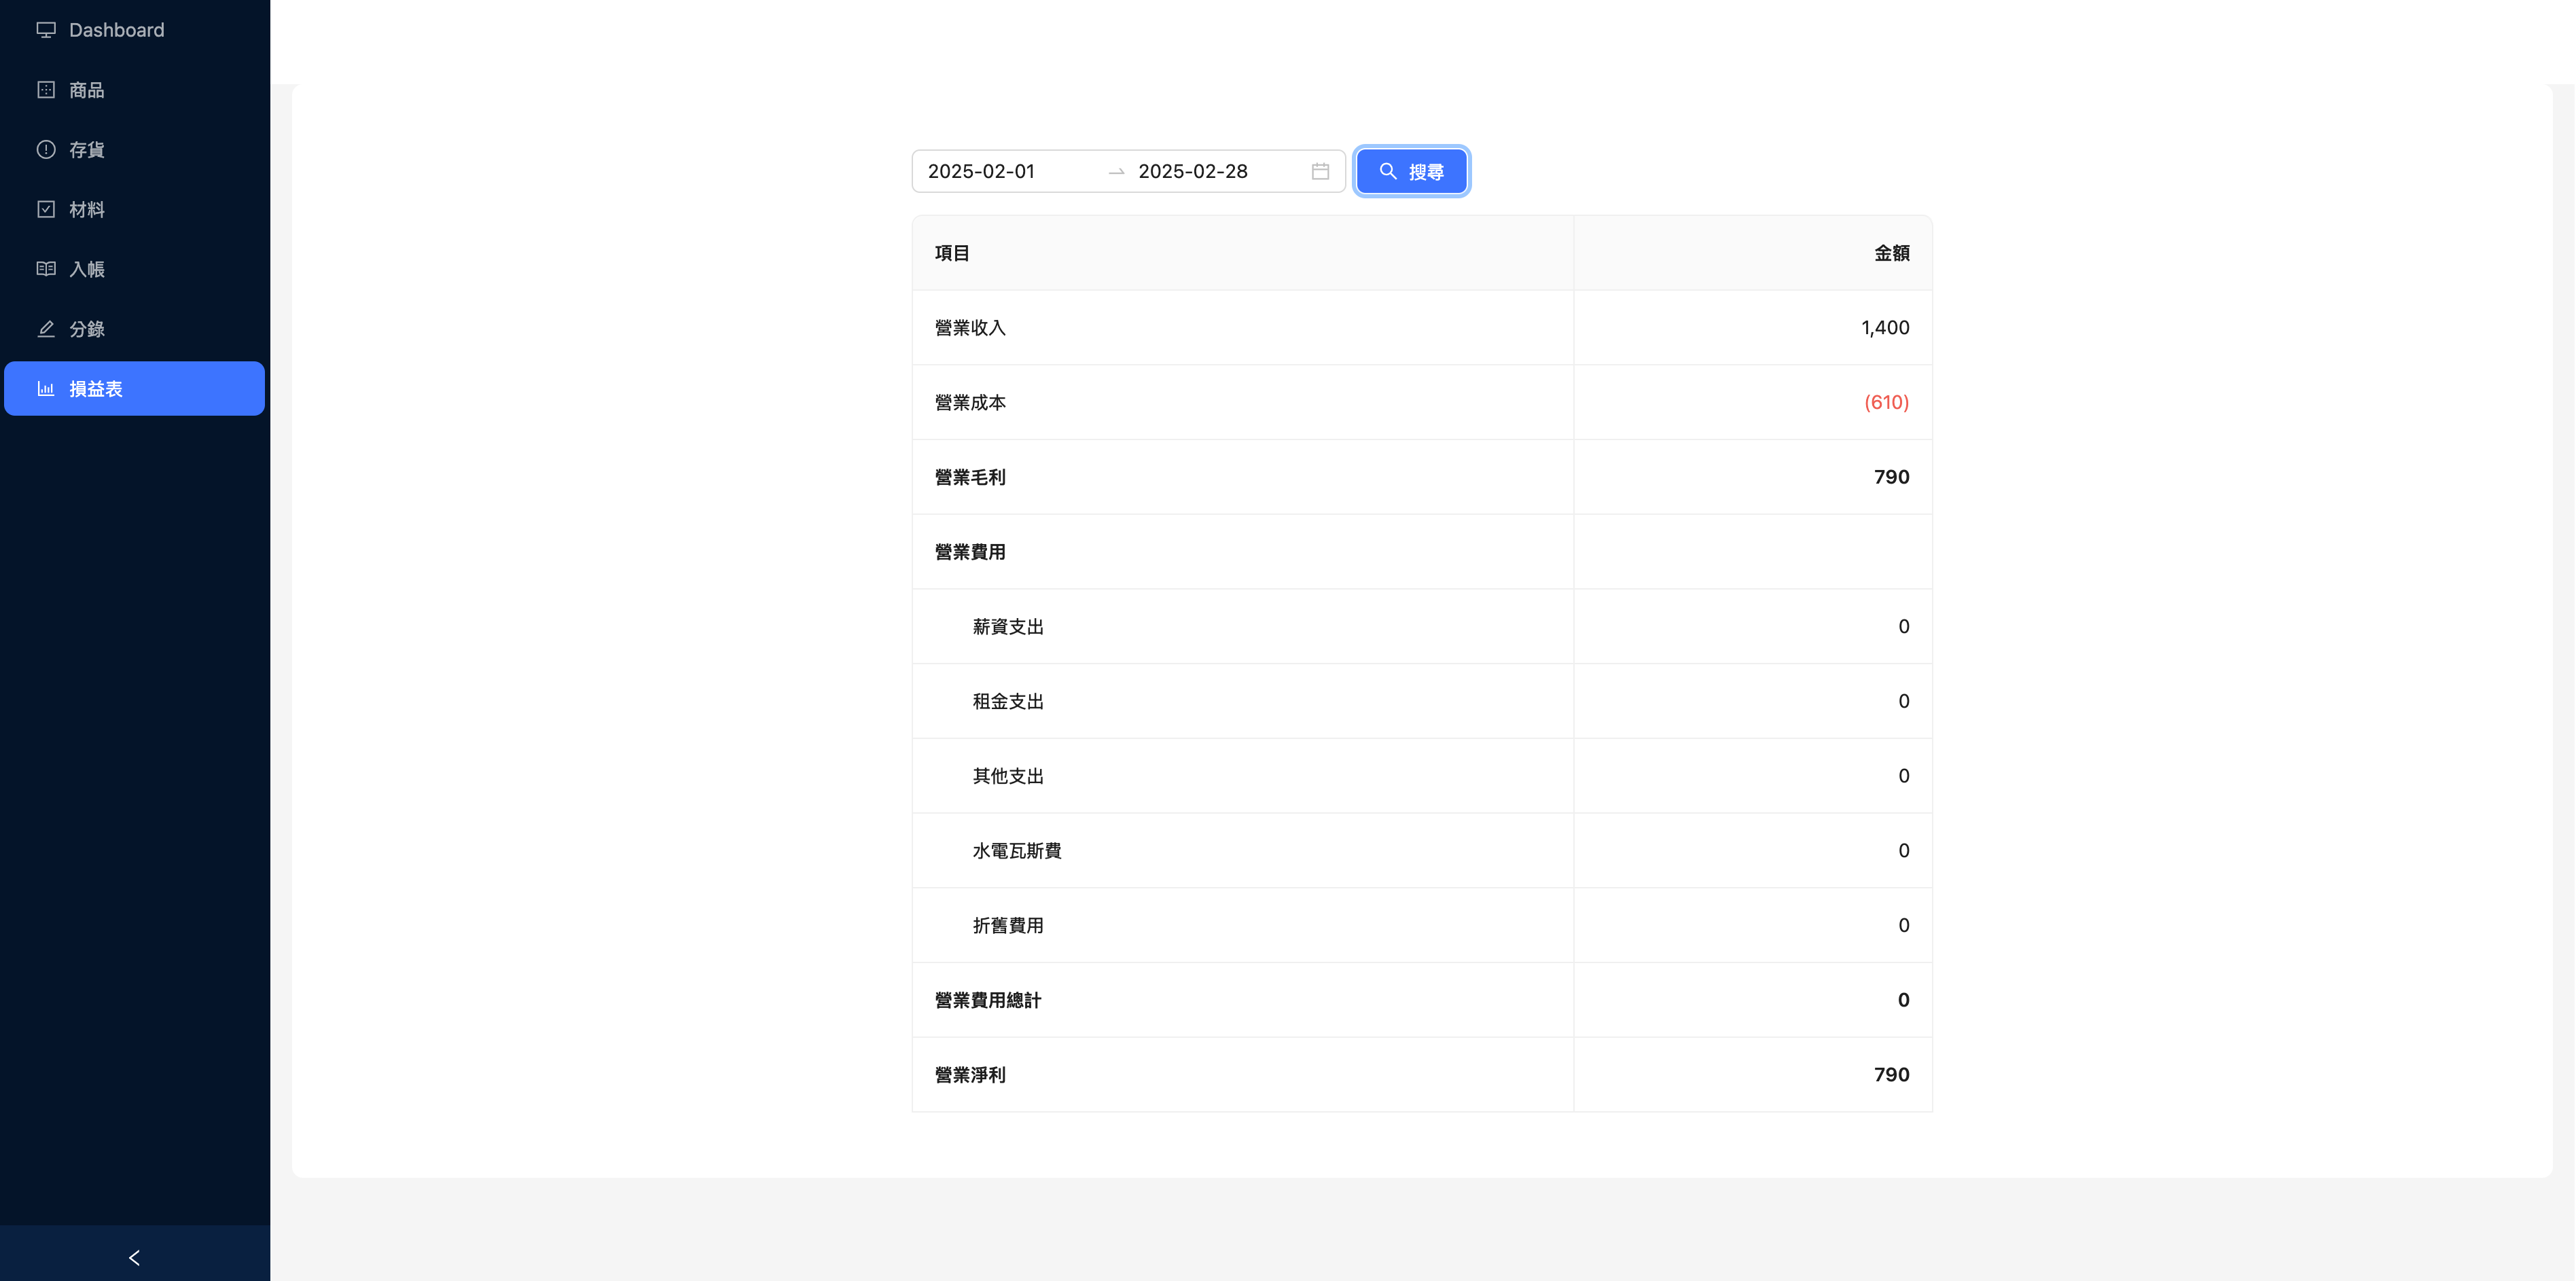 Dashboard
商品
存貨
材料
入帳
分錄
損益表
2025-02-01 → 2025-02-28 搜尋
項目 金額
營業收入 1,400
營業成本 (610)
營業毛利 790
營業費用
薪資支出 0
租金支出 0
其他支出 0
水電瓦斯費 0
折舊費用 0
營業費用總計 0
營業淨利 790